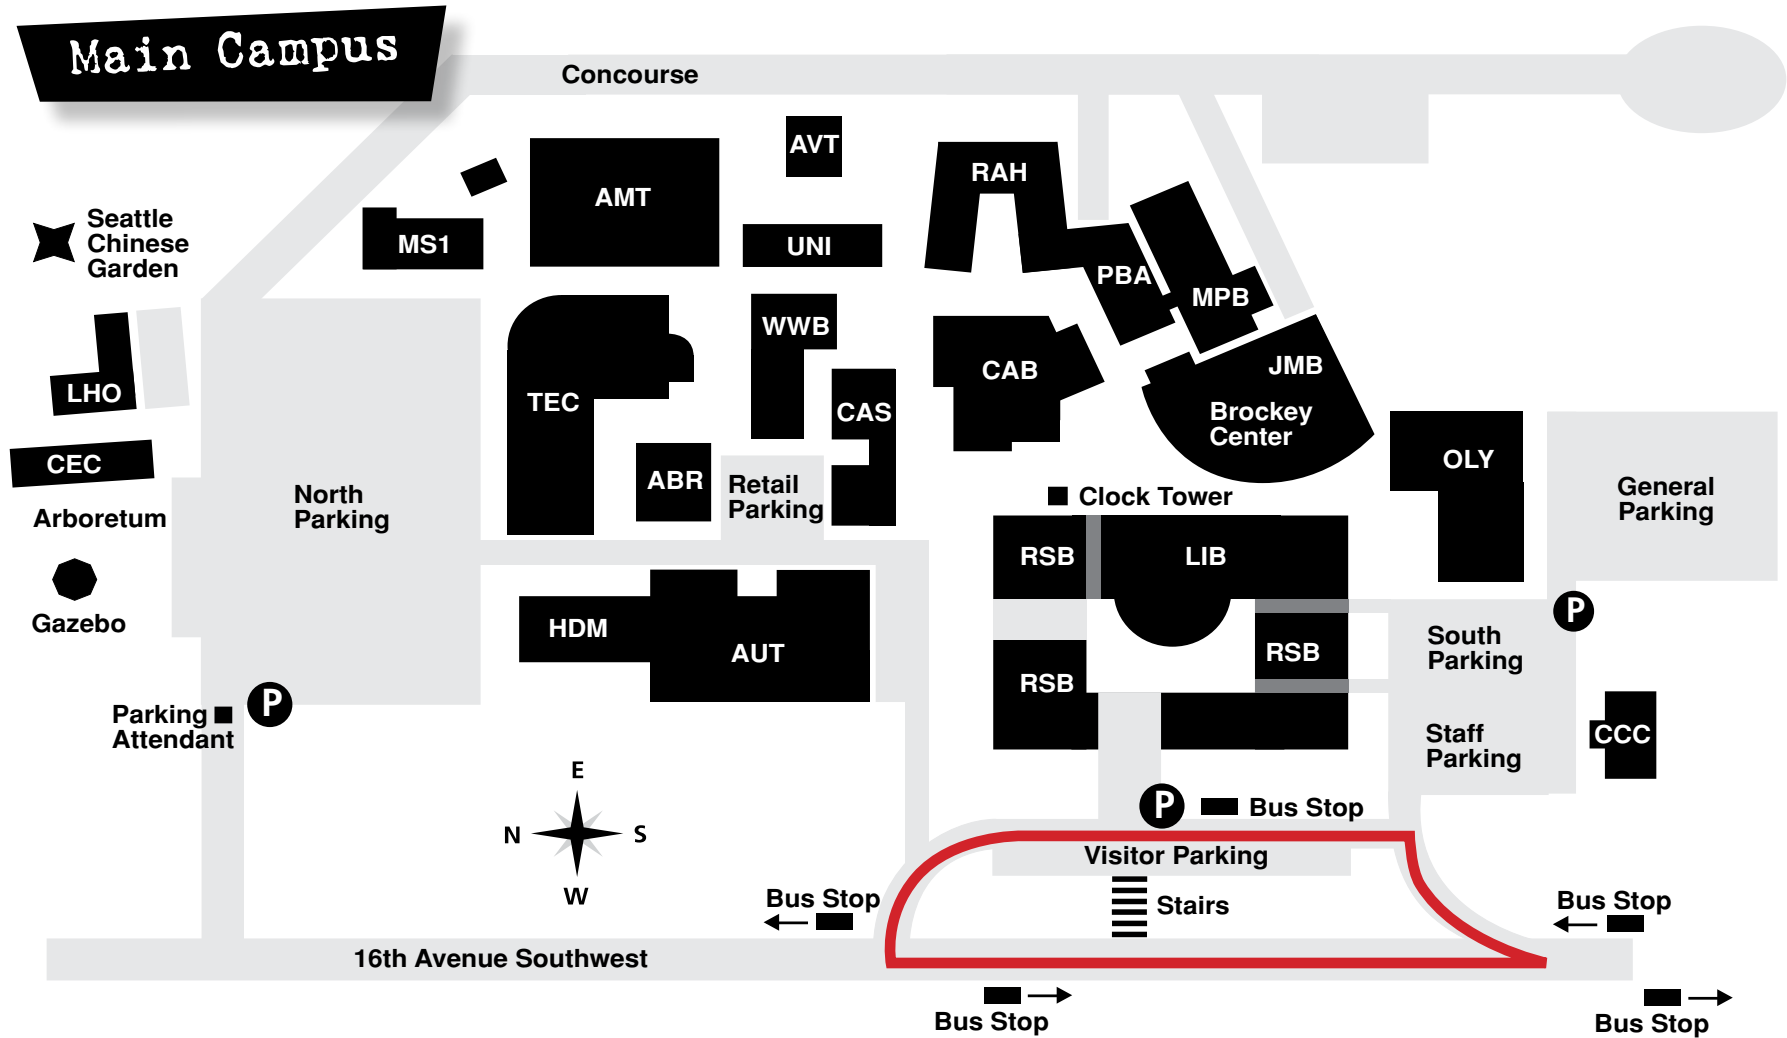 Main Campus
Concourse
AVT
AMT
RAH
Seattle
Chinese
Garden
MS1
UNI
PBA
MPB
WWB
CAB
JMB
LHO
TEC
CAS
Brockey
Center
CEC
ABR
OLY
Retail
Parking
North
Parking
Clock Tower
General
Parking
Arboretum
RSB
LIB
Gazebo
HDM
AUT
RSB
RSB
South
Parking
P
Parking
Attendant
P
Staff
Parking
CCC
E
N
S
W
P
Bus Stop
Visitor Parking
Bus Stop
Stairs
Bus Stop
16th Avenue Southwest
Bus Stop
Bus Stop